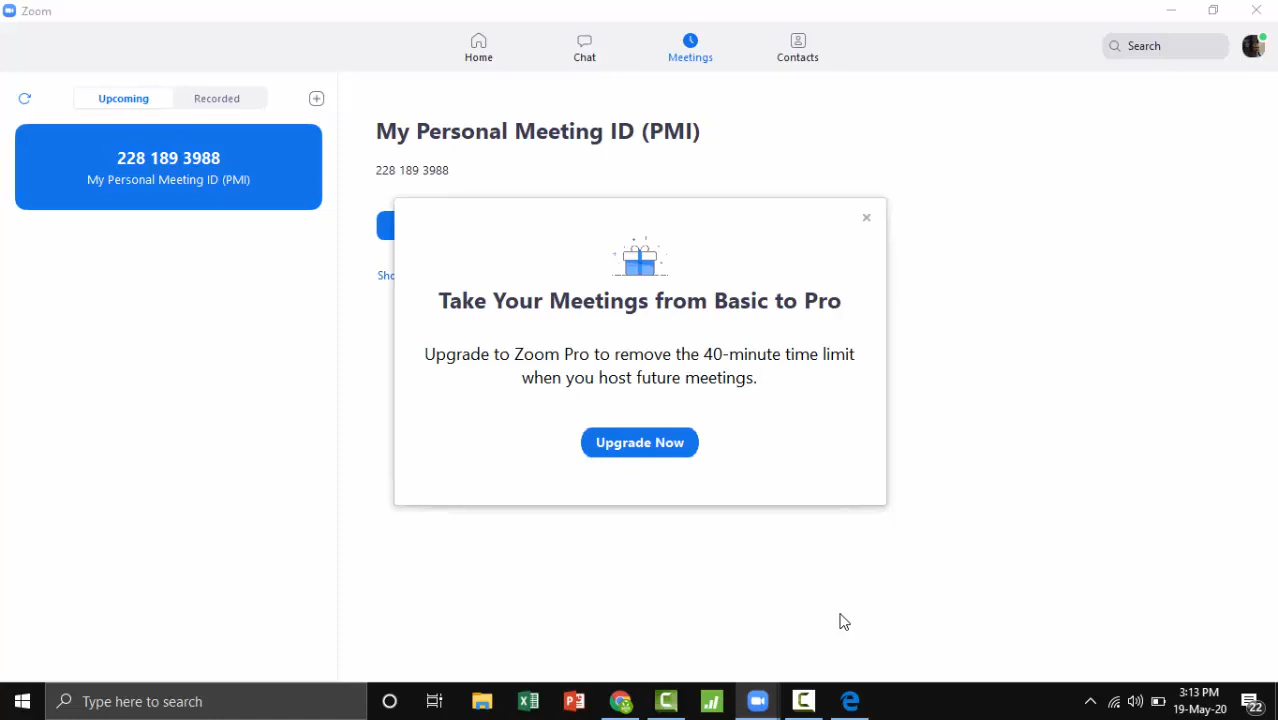 Zoom
Home
Chat
Meetings
Contacts
Search
Upcoming
Recorded
228 189 3988
My Personal Meeting ID (PMI)
My Personal Meeting ID (PMI)
228 189 3988
Sho
Take Your Meetings from Basic to Pro
Upgrade to Zoom Pro to remove the 40-minute time limit
when you host future meetings.
Upgrade Now
Type here to search
3:13 PM
19-May-20
22